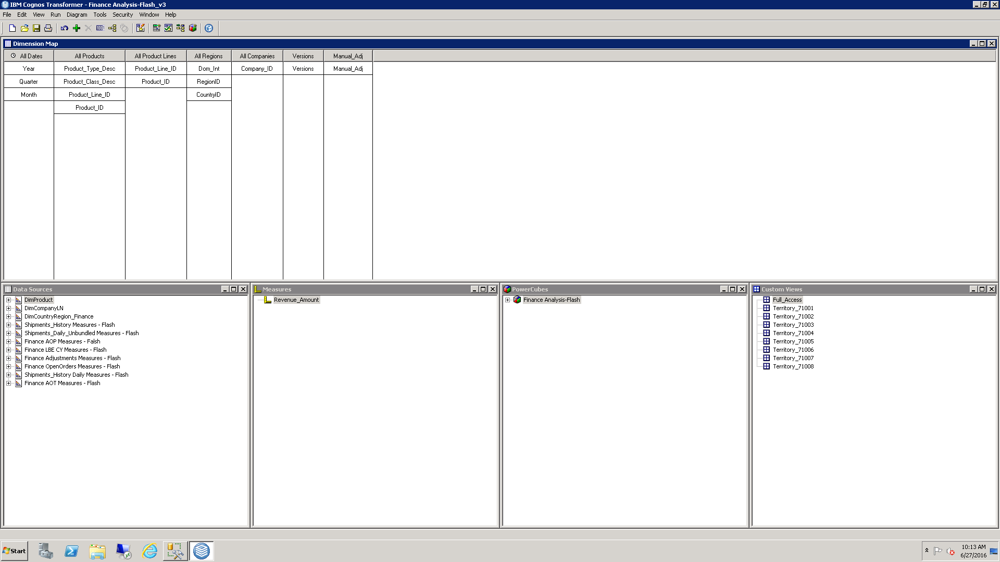 IBM Cognos Transformer - Finance Analysis-Flash_v3
File Edit View Run Diagram Tools Security Window Help
Dimension Map
All Dates All Products All Product Lines All Regions All Companies Versions Manual_Adj
Year Product_Type_Desc Product_Line_ID Dom_Int Company_ID Versions Manual_Adj
Quarter Product_Class_Desc Product_ID RegionID
Month Product_Line_ID CountryID
Product_ID
Data Sources
DimProduct
DimCompanyLN
DimCountryRegion_Finance
Shipments_History Measures - Flash
Shipments_Daily_Unbundled Measures - Flash
Finance AOP Measures - Falsh
Finance LBE CY Measures - Flash
Finance Adjustments Measures - Flash
Finance OpenOrders Measures - Flash
Shipments_History Daily Measures - Flash
Finance AOT Measures - Flash
Measures
Revenue_Amount
PowerCubes
Finance Analysis-Flash
Custom Views
Full_Access
Territory_71001
Territory_71002
Territory_71003
Territory_71004
Territory_71005
Territory_71006
Territory_71007
Territory_71008
Start
10:13 AM
6/27/2016